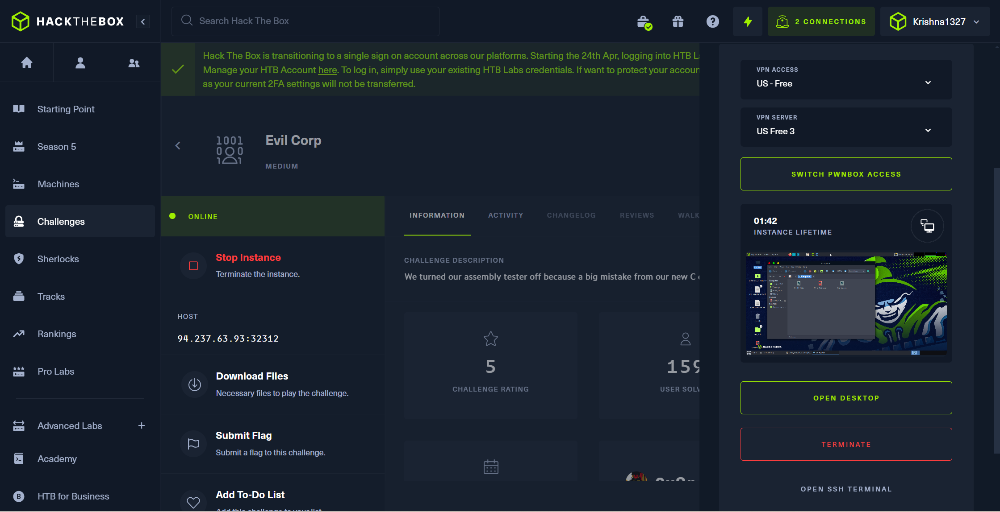 HACKTHEBOX
Search Hack The Box
2 CONNECTIONS
Krishna1327
Starting Point
Season 5
Machines
Challenges
Sherlocks
Tracks
Rankings
Pro Labs
Advanced Labs
Academy
HTB for Business
Hack The Box is transitioning to a single sign on account across our platforms. Starting the 24th Apr, logging into HTB L
Manage your HTB Account here. To log in, simply use your existing HTB Labs credentials. If want to protect your accoun
as your current 2FA settings will not be transferred.
1001
Evil Corp
MEDIUM
ONLINE
Stop Instance
Terminate the instance.
HOST
94.237.63.93:32312
Download Files
Necessary files to play the challenge.
Submit Flag
Submit a flag to this challenge.
Add To-Do List
Add this challenge to your list
INFORMATION
ACTIVITY
CHANGELOG
REVIEWS
WALK
CHALLENGE DESCRIPTION
We turned our assembly tester off because a big mistake from our new C
5
CHALLENGE RATING
159
USER SOLV
VPN ACCESS
US - Free
VPN SERVER
US Free 3
SWITCH PWNBOX ACCESS
01:42
INSTANCE LIFETIME
HACKTHEBOX
OPEN DESKTOP
TERMINATE
OPEN SSH TERMINAL